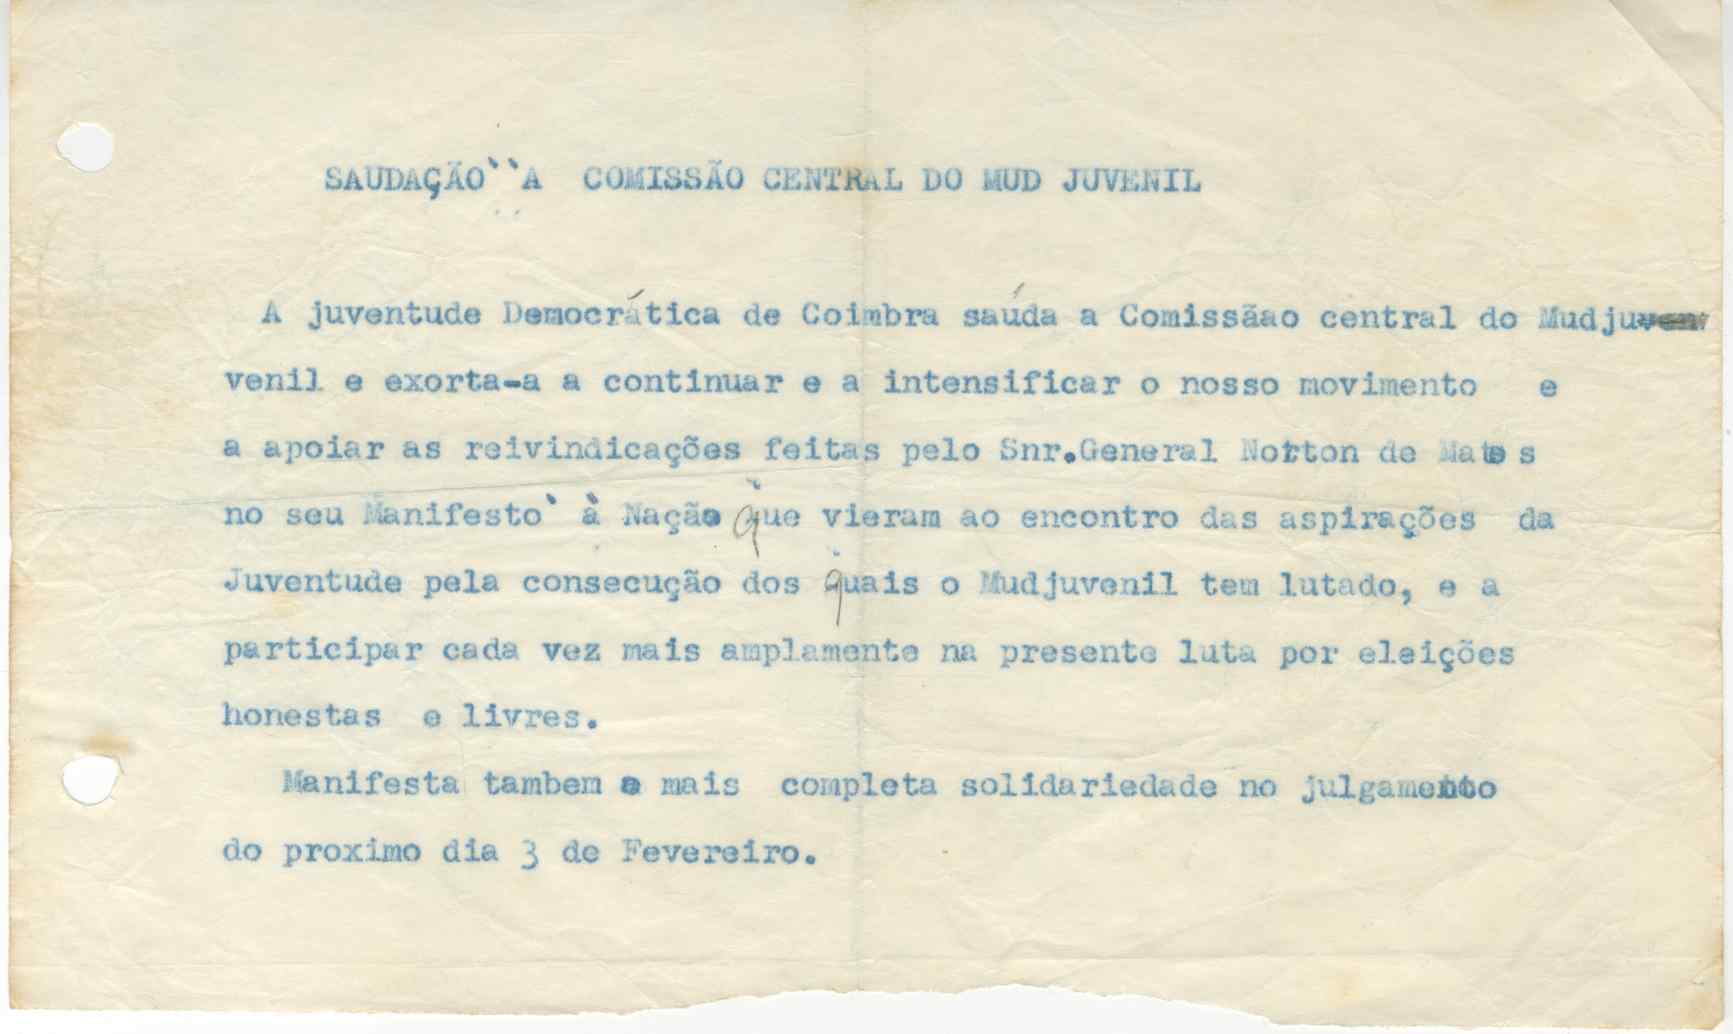 SAUDAÇÃO``A COMISSÃO CENTRAL DO MUD JUVENIL
A juventude Democrática de Coimbra saúda a Comissãao central do Mudju
venil e exorta-a a continuar e a intensificar o nosso movimento e
a apoiar as reivindicações feitas pelo Snr.General Norton de Matos
no seu Manifesto` à Nação que vieram ao encontro das aspirações da
Juventude pela consecução dos quais o Mudjuvenil tem lutado, e a
participar cada vez mais amplamente na presente luta por eleições
honestas e livres.
Manifesta tambem a mais completa solidariedade no julgamento
do proximo dia 3 de Fevereiro.